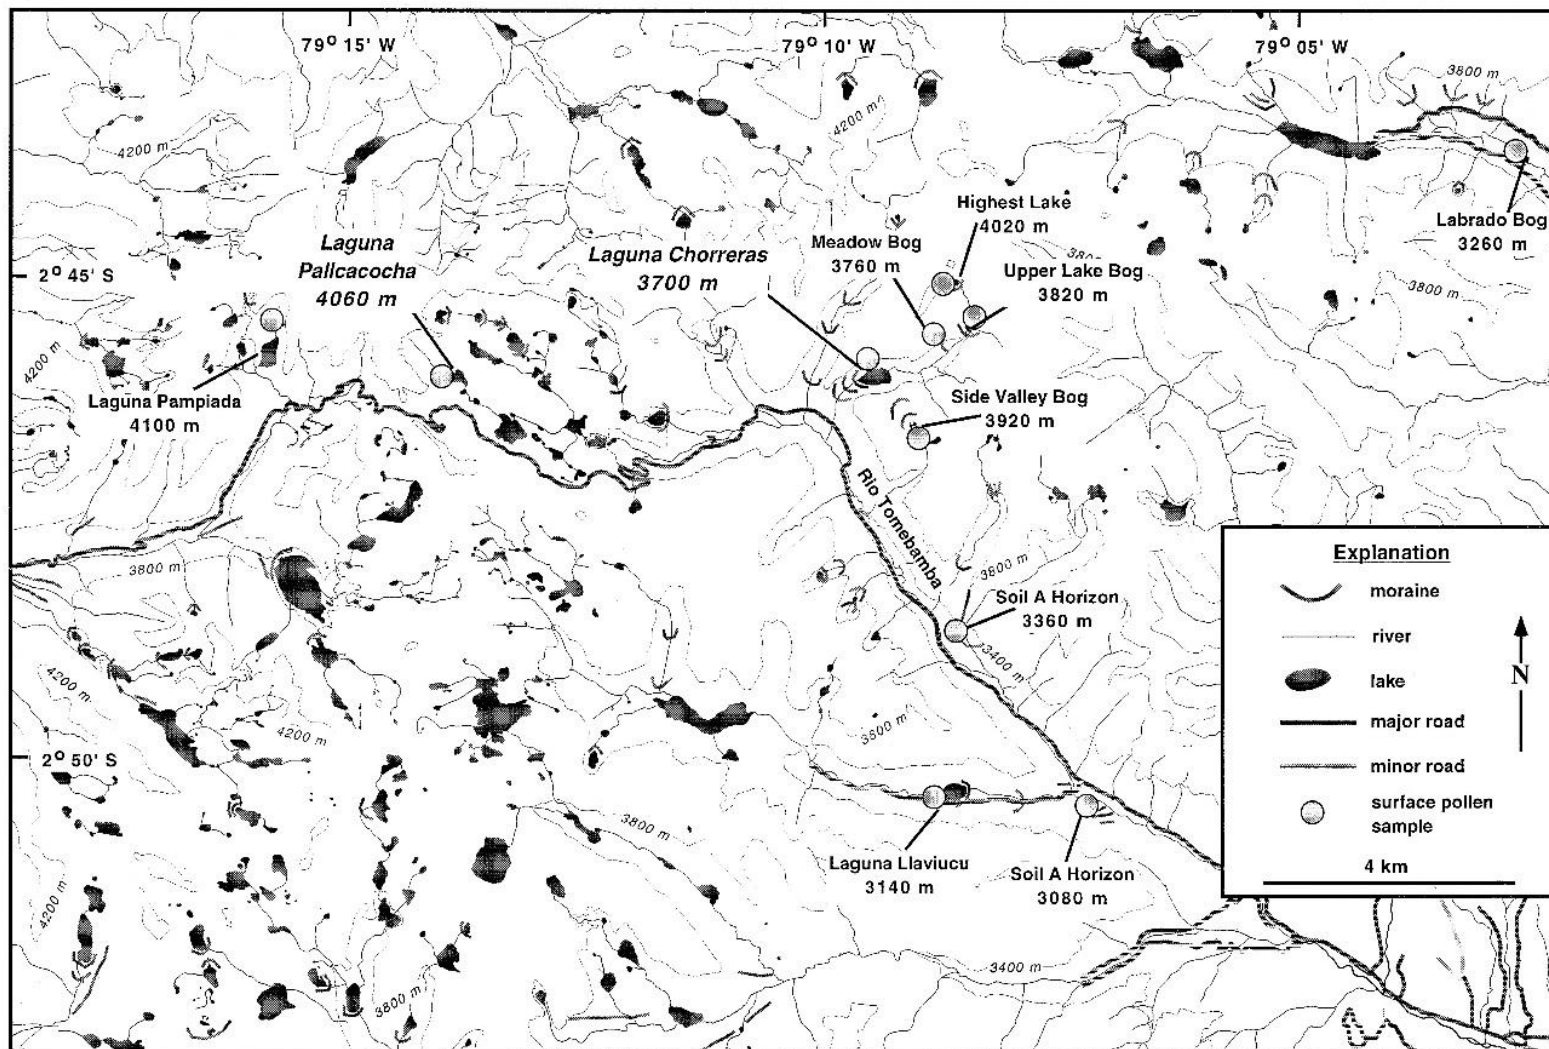 79° 15' W
79° 10' W
79° 05' W
3800 m
4200 m
4200 m
Highest Lake
4020 m
Labrado Bog
3260 m
Laguna
Pallcacocha
4060 m
Laguna Chorreras
3700 m
Meadow Bog
3760 m
3800
Upper Lake Bog
3820 m
2° 45' S
3800 m
4200 m
Laguna Pampiada
4100 m
Side Valley Bog
3920 m
Rio Tomebamba
3800 m
3800 m
Soil A Horizon
3360 m
3400 m
4200 m
4200 m
3800 m
2° 50' S
3800 m
Laguna Llaviucu
3140 m
Soil A Horizon
3080 m
4200 m
3400 m
3800 m
Explanation
moraine
river
lake
major road
minor road
surface pollen
sample
4 km
N